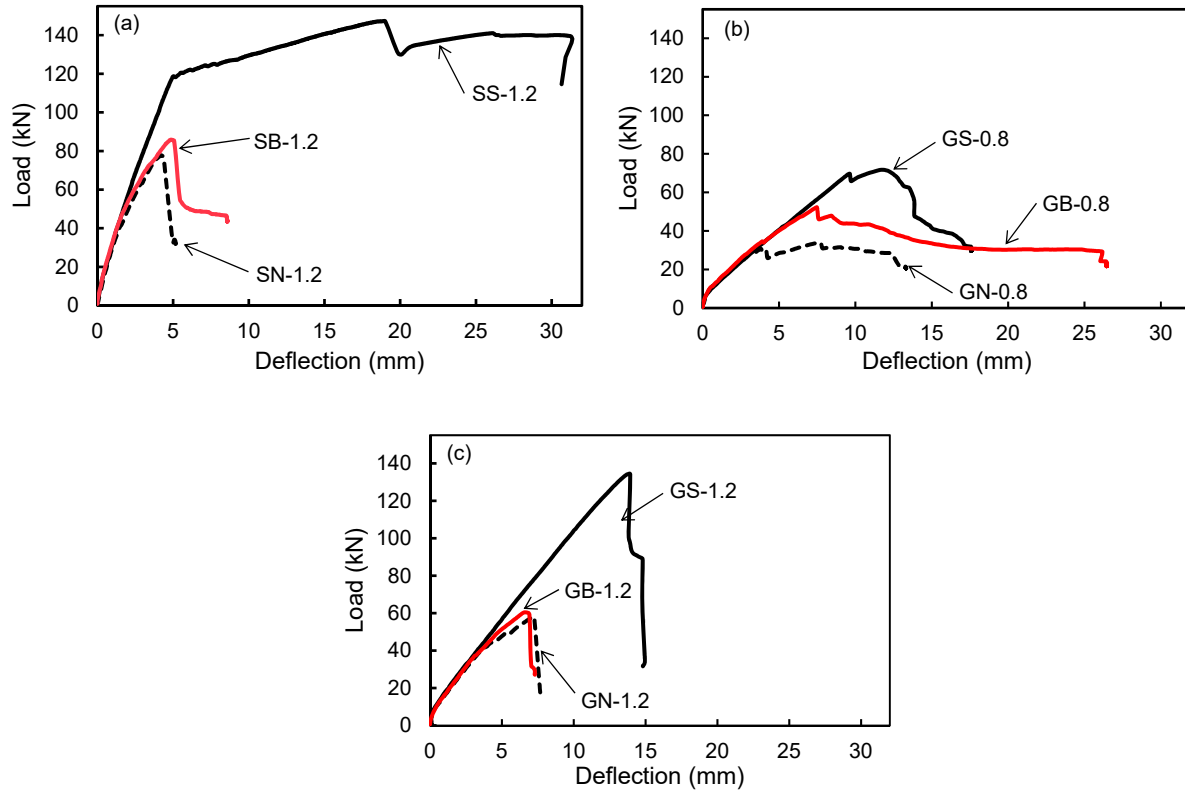 (a)
140
120
100
80
60
40
20
0
Load (kN)
SS-1.2
SB-1.2
SN-1.2
0 5 10 15 20 25 30
Deflection (mm)
(b)
140
120
100
80
60
40
20
0
Load (kN)
GS-0.8
GB-0.8
GN-0.8
0 5 10 15 20 25 30
Deflection (mm)
(c)
140
120
100
80
60
40
20
0
Load (kN)
GS-1.2
GB-1.2
GN-1.2
0 5 10 15 20 25 30
Deflection (mm)